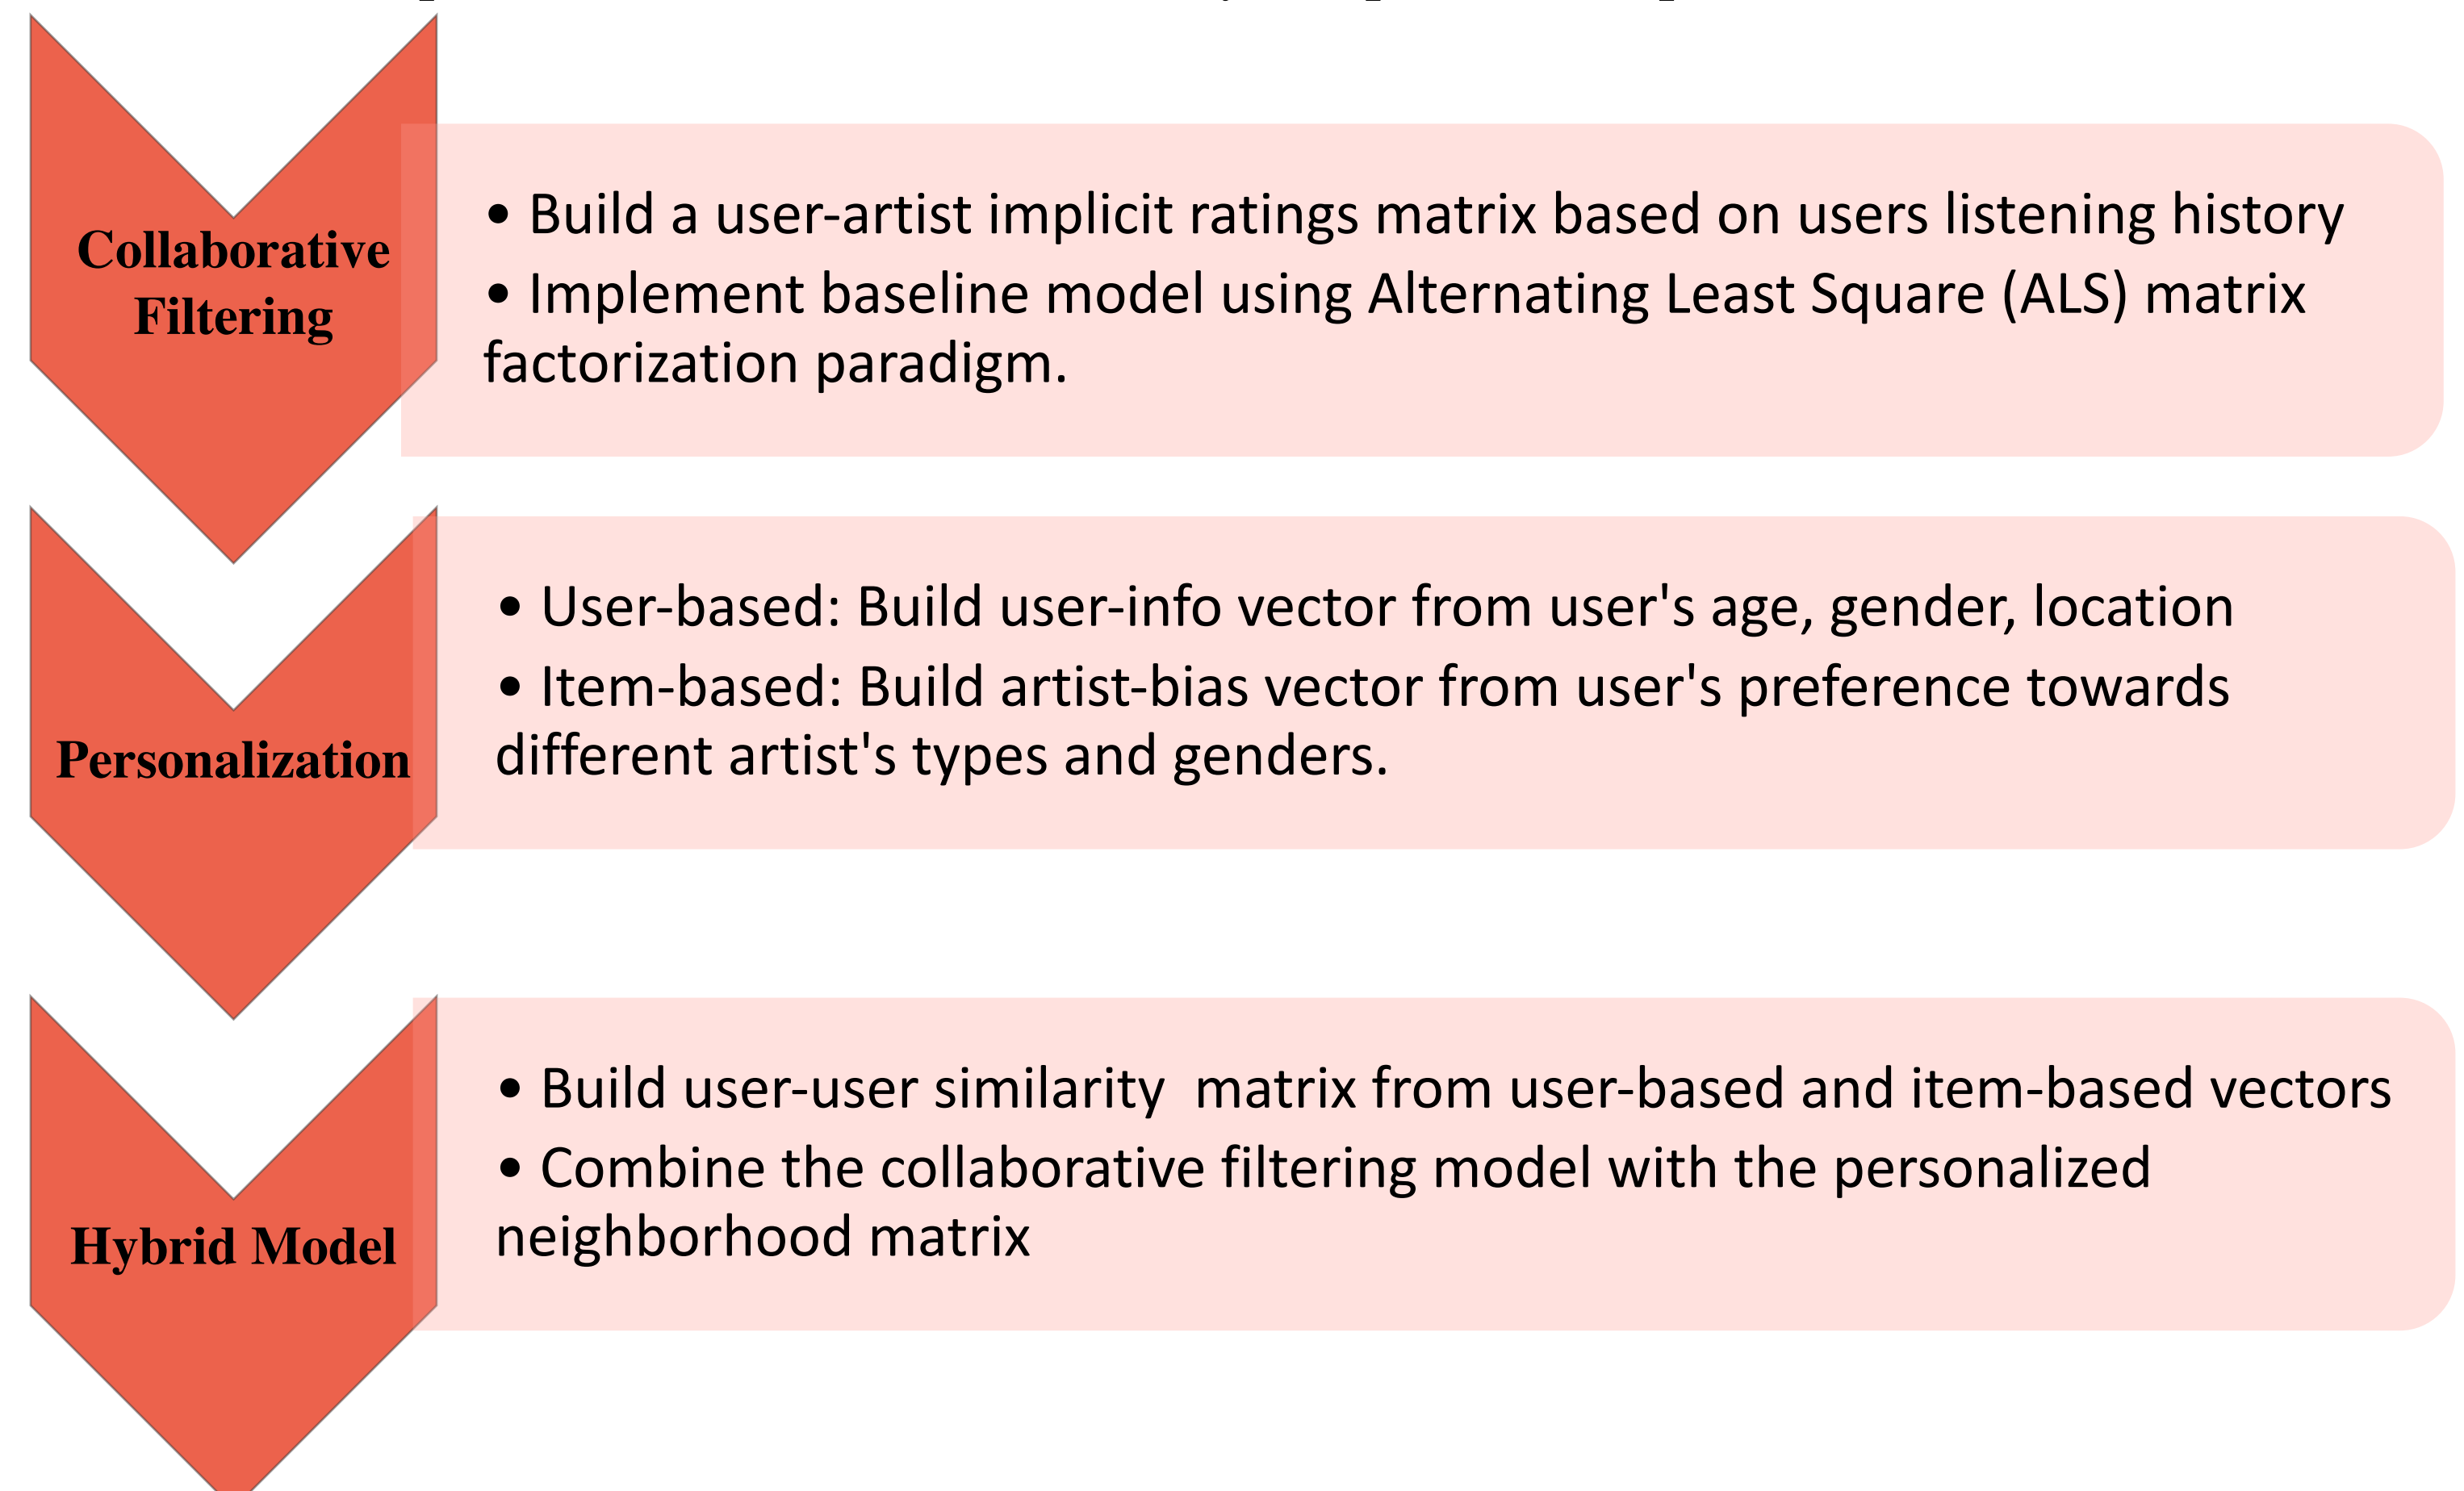 Collaborative
Filtering
• Build a user-artist implicit ratings matrix based on users listening history
• Implement baseline model using Alternating Least Square (ALS) matrix
factorization paradigm.
Personalization
• User-based: Build user-info vector from user's age, gender, location
• Item-based: Build artist-bias vector from user's preference towards
different artist's types and genders.
Hybrid Model
• Build user-user similarity  matrix from user-based and item-based vectors
• Combine the collaborative filtering model with the personalized
neighborhood matrix